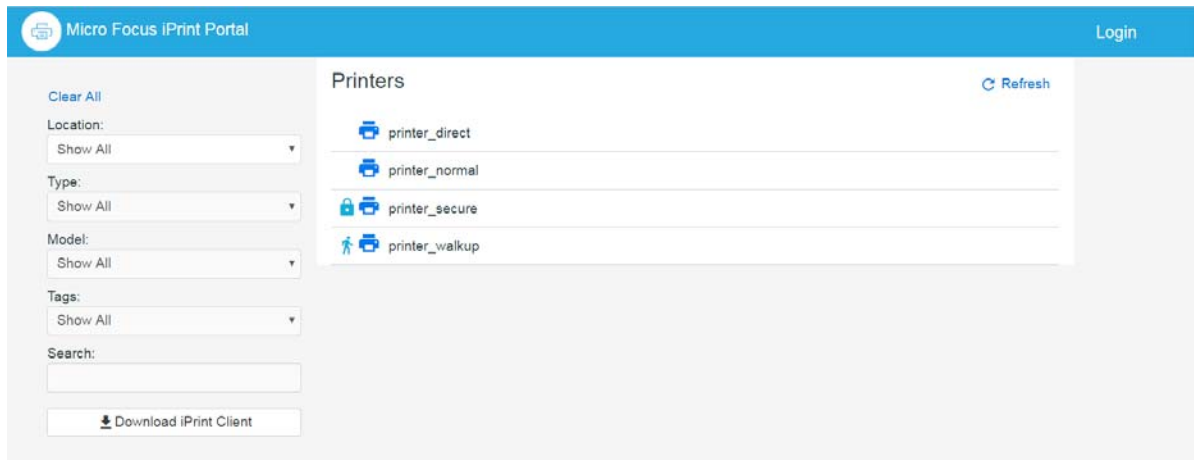 Micro Focus iPrint Portal
Login
Clear All
Location:
Show All
Type:
Show All
Model:
Show All
Tags:
Show All
Search:
Download iPrint Client
Printers
Refresh
printer_direct
printer_normal
printer_secure
printer_walkup